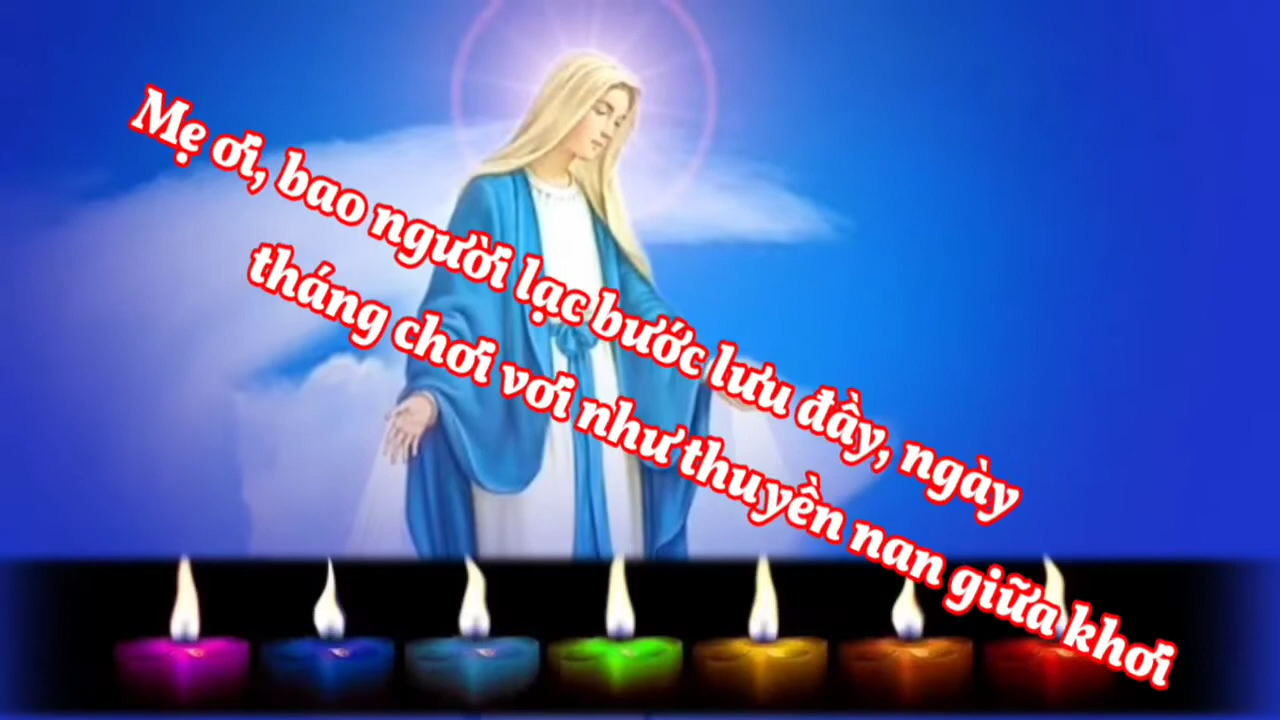 Mẹ ơi, bao người lạc bước lưu đầy, ngày
tháng chơi vơi như thuyền nan giữa khơi